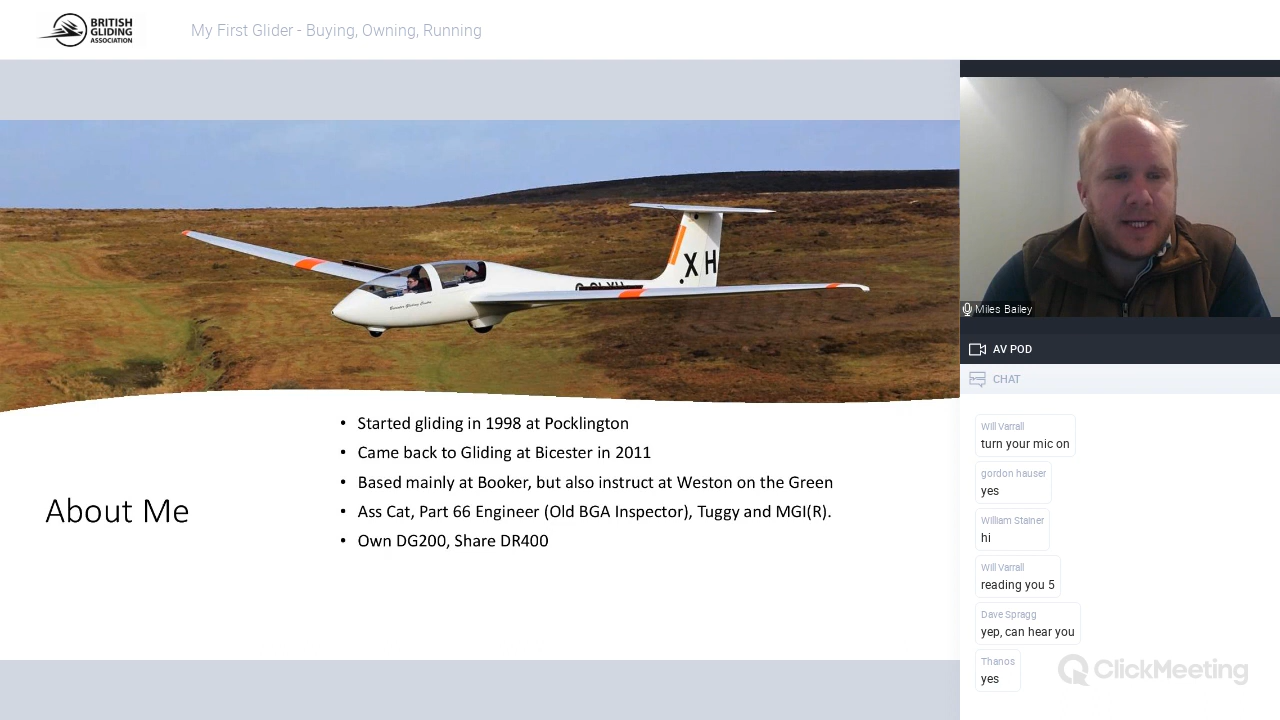 BRITISH
GLIDING
ASSOCIATION
My First Glider - Buying, Owning, Running
XH
About Me
• Started gliding in 1998 at Pocklington
• Came back to Gliding at Bicester in 2011
• Based mainly at Booker, but also instruct at Weston on the Green
• Ass Cat, Part 66 Engineer (Old BGA Inspector), Tuggy and MGI(R).
• Own DG200, Share DR400
Miles Bailey
AV POD
CHAT
Will Varrall
turn your mic on
gordon hauser
yes
William Stainer
hi
Will Varrall
reading you 5
Dave Spragg
yep, can hear you
Thanos
yes
ClickMeeting